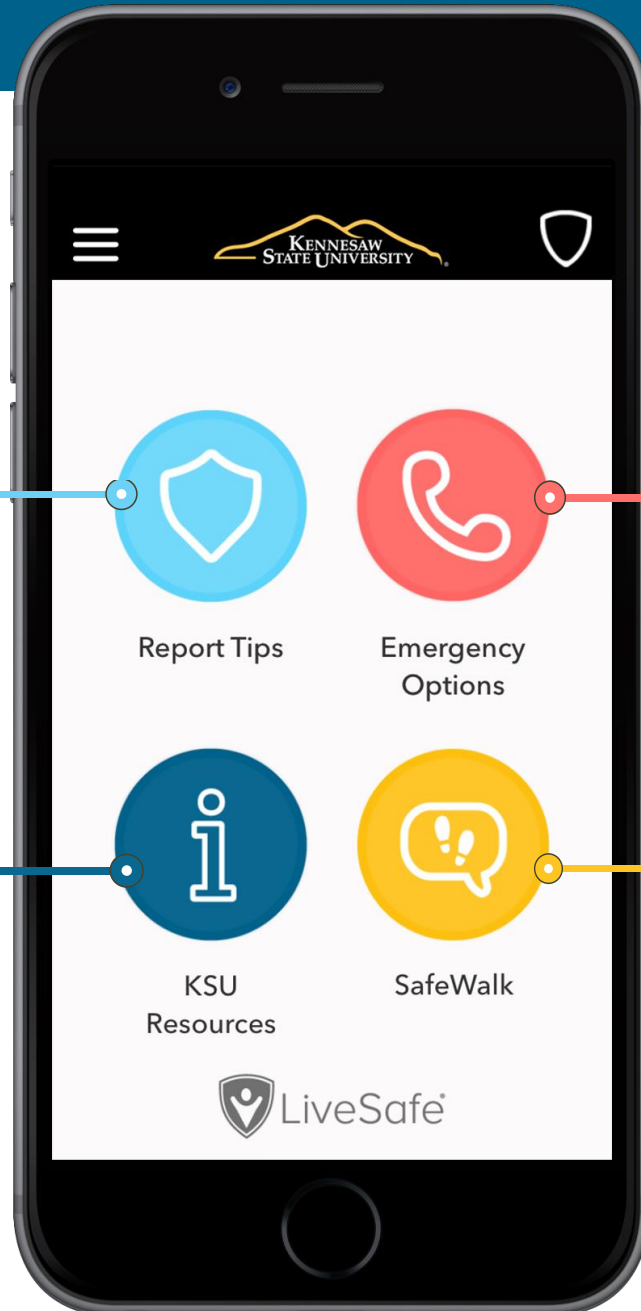 KENNESAW
STATE UNIVERSITY®
Report Tips
Emergency
Options
KSU
Resources
SafeWalk
LiveSafe®